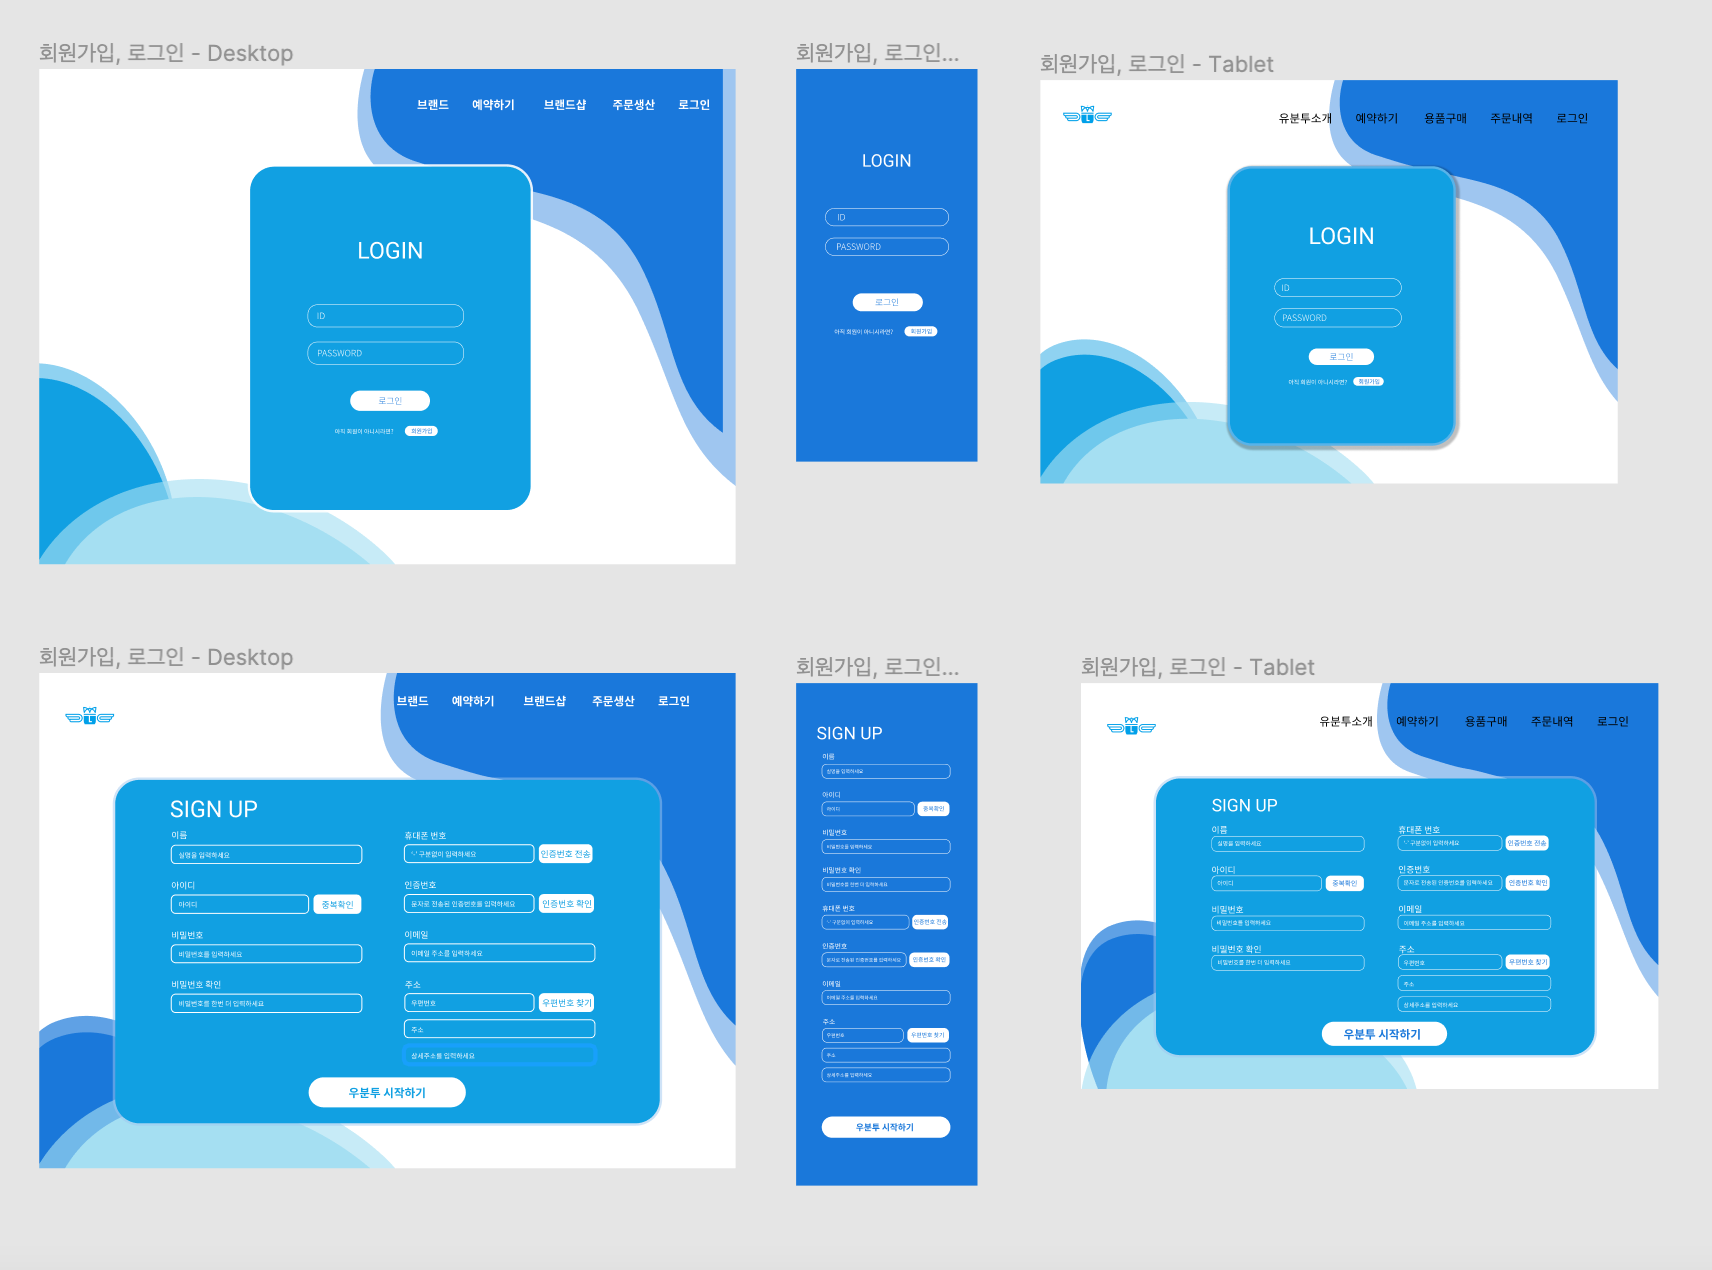 회원가입, 로그인 - Desktop
브랜드 예약하기 브랜드샵 주문생산 로그인
LOGIN
ID
PASSWORD
로그인
아직 회원이 아니시라면? 회원가입
회원가입, 로그인...
LOGIN
ID
PASSWORD
로그인
아직 회원이 아니시라면? 회원가입
회원가입, 로그인 - Tablet
유분투소개 예약하기 용품구매 주문내역 로그인
LOGIN
ID
PASSWORD
로그인
아직 회원이 아니시라면? 회원가입
회원가입, 로그인 - Desktop
브랜드 예약하기 브랜드샵 주문생산 로그인
SIGN UP
이름
실명을 입력하세요
아이디
아이디 중복확인
비밀번호
비밀번호를 입력하세요
비밀번호 확인
비밀번호를 한번 더 입력하세요
휴대폰 번호
'-' 구분없이 입력하세요 인증번호 전송
인증번호
문자로 전송된 인증번호를 입력하세요 인증번호 확인
이메일
이메일 주소를 입력하세요
주소
우편번호 우편번호 찾기
주소
상세주소를 입력하세요
우분투 시작하기
회원가입, 로그인...
SIGN UP
이름
실명을 입력하세요
아이디
아이디 중복확인
비밀번호
비밀번호를 입력하세요
비밀번호 확인
비밀번호를 한번 더 입력하세요
휴대폰 번호
'-' 구분없이 입력하세요 인증번호 전송
인증번호
문자로 전송된 인증번호를 입력하세요 인증번호 확인
이메일
이메일 주소를 입력하세요
주소
우편번호 우편번호 찾기
주소
상세주소를 입력하세요
우분투 시작하기
회원가입, 로그인 - Tablet
유분투소개 예약하기 용품구매 주문내역 로그인
SIGN UP
이름
실명을 입력하세요
아이디
아이디 중복확인
비밀번호
비밀번호를 입력하세요
비밀번호 확인
비밀번호를 한번 더 입력하세요
휴대폰 번호
'-' 구분없이 입력하세요 인증번호 전송
인증번호
문자로 전송된 인증번호를 입력하세요 인증번호 확인
이메일
이메일 주소를 입력하세요
주소
우편번호 우편번호 찾기
주소
상세주소를 입력하세요
우분투 시작하기